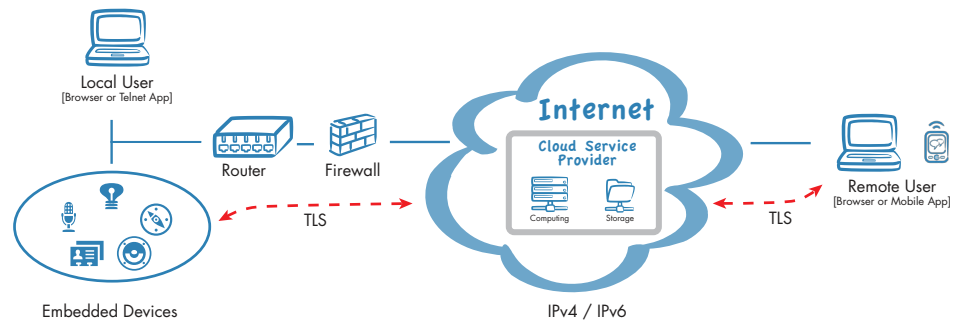 Local User
[Browser or Telnet App]
Router
Firewall
Internet
Cloud Service
Provider
Computing
Storage
Remote User
[Browser or Mobile App]
TLS
TLS
Embedded Devices
IPv4 / IPv6